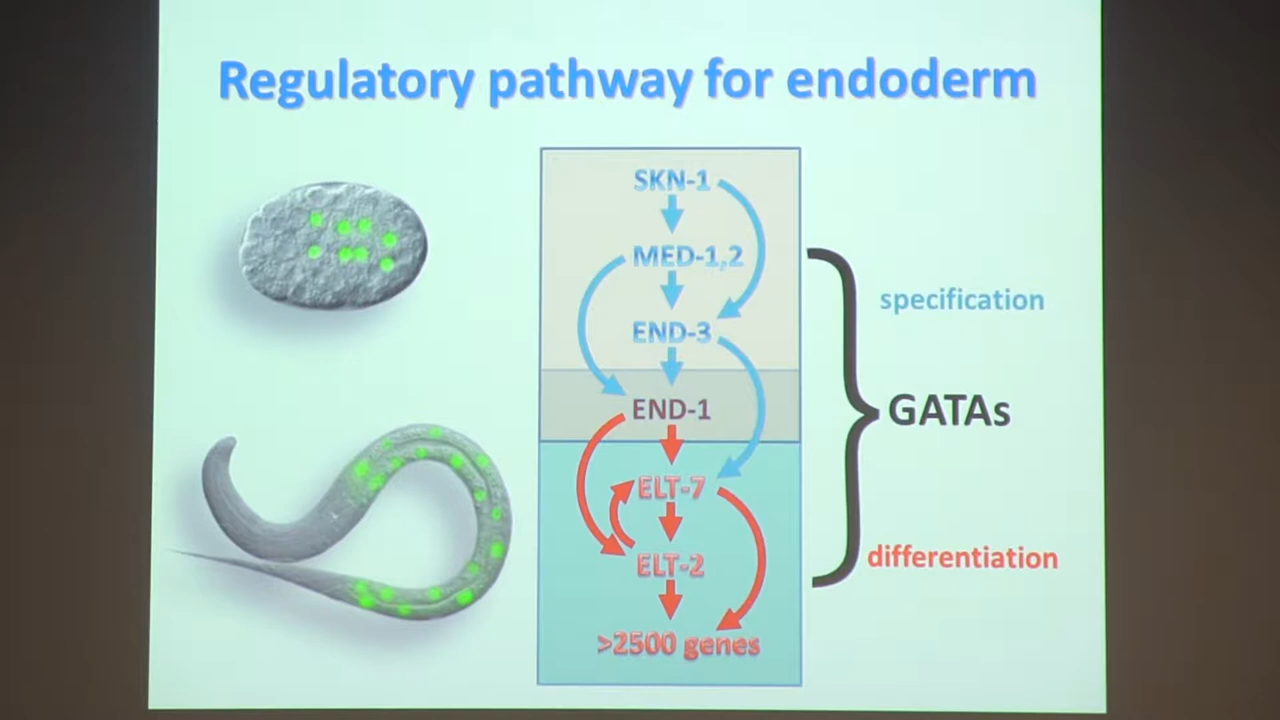 Regulatory pathway for endoderm
SKN-1
MED-1,2
END-3
END-1
ELT-7
ELT-2
>2500 genes
specification
GATAs
differentiation